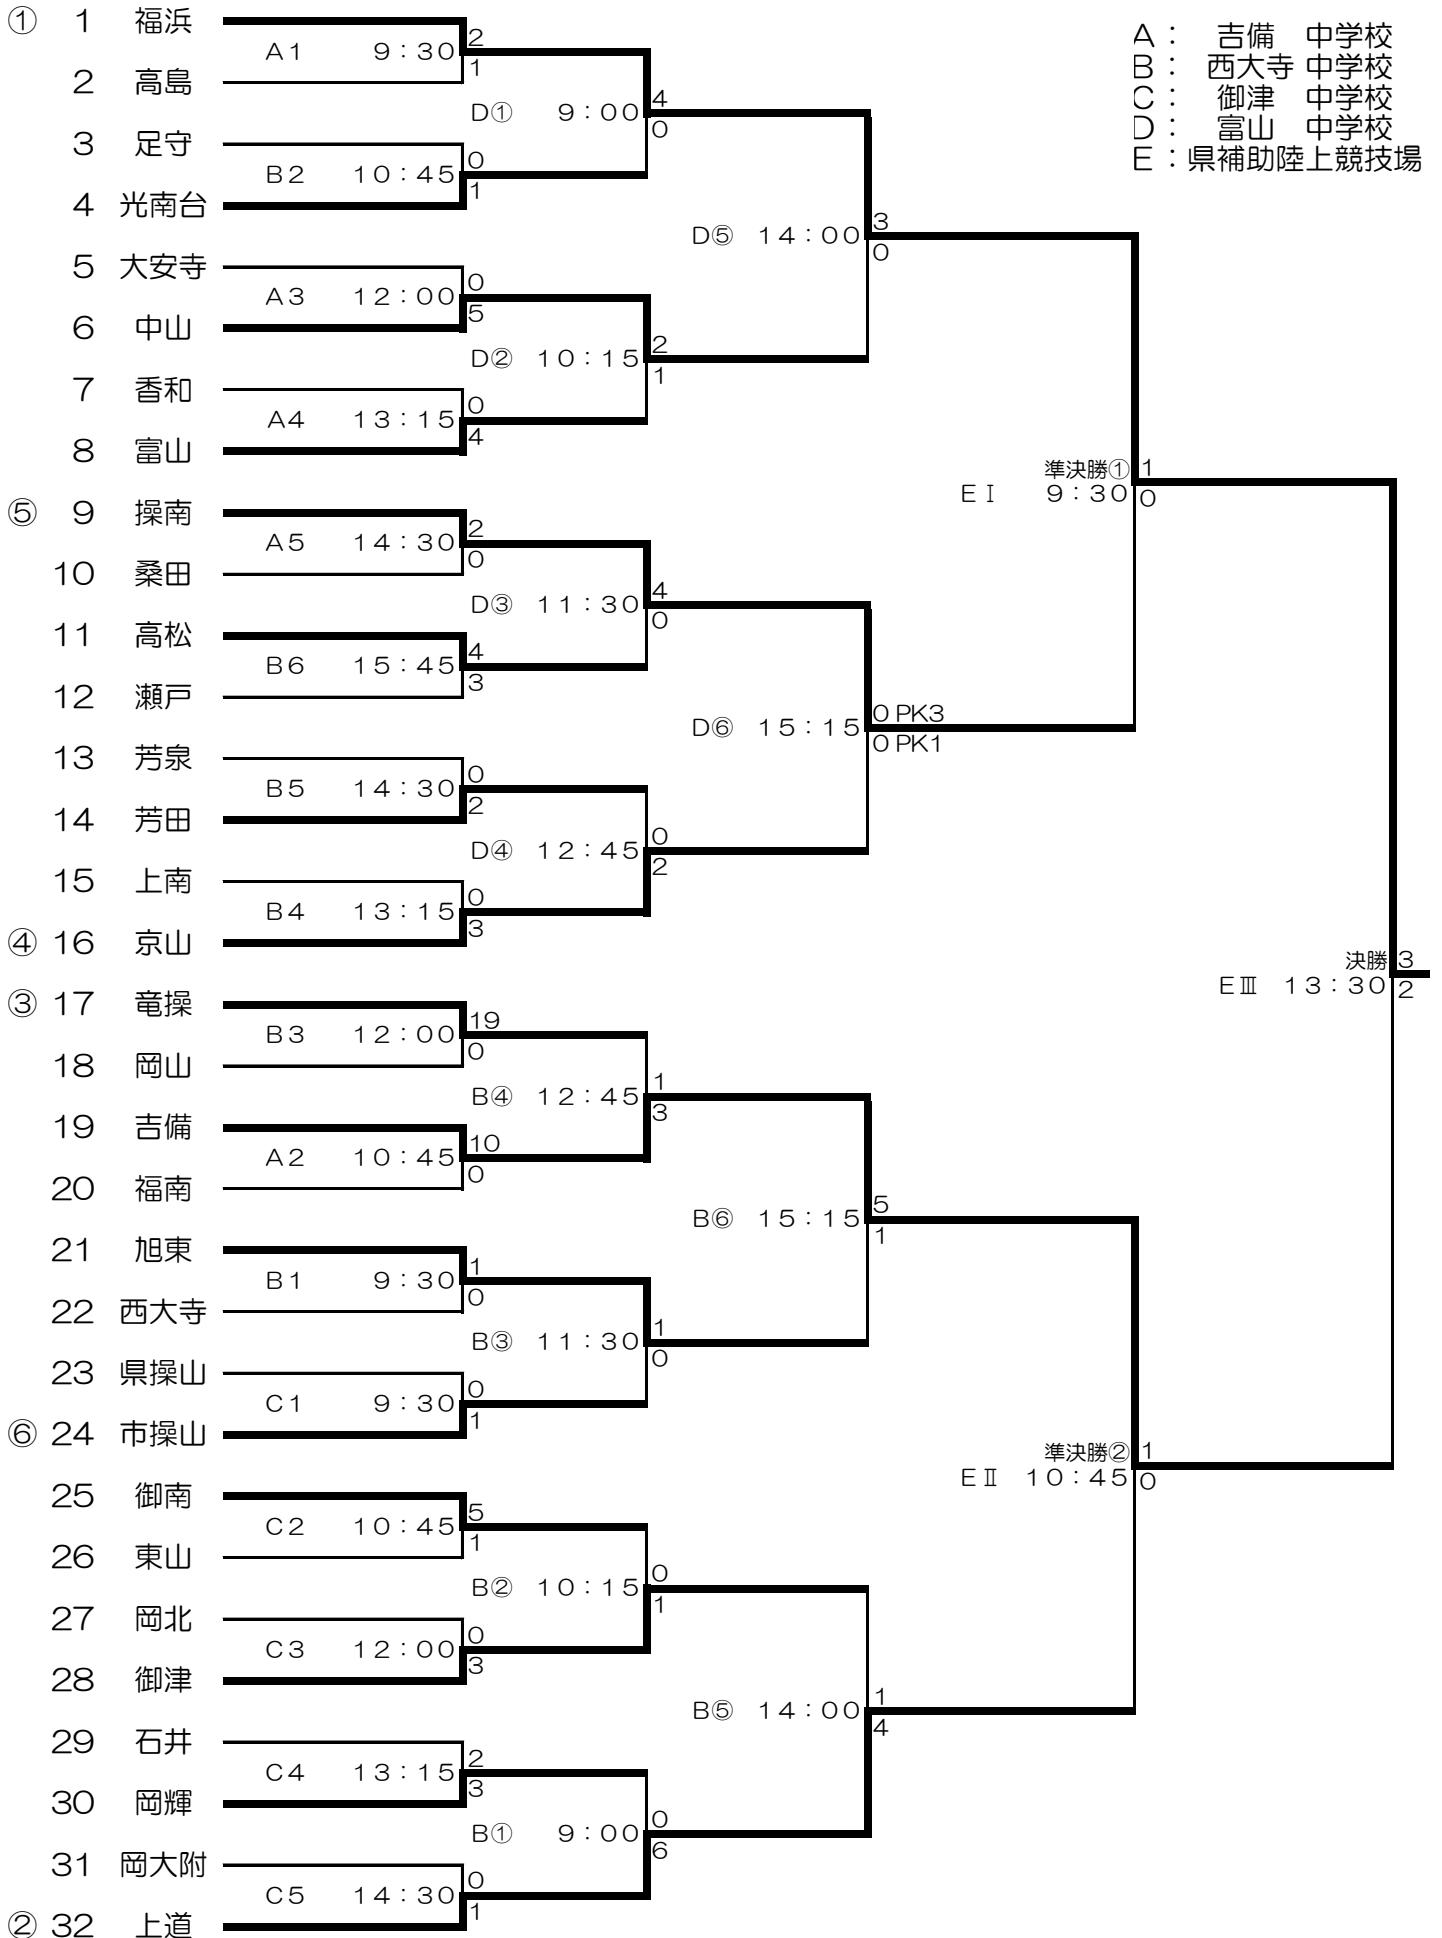 ① 1 福浜
A1 9:30 2
1
2 高島
D① 9:00 4
0
3 足守
B2 10:45 0
1
4 光南台
D⑤ 14:00 3
0
5 大安寺
A3 12:00 0
5
6 中山
D② 10:15 2
1
7 香和
A4 13:15 0
4
8 富山
準決勝① 1
EⅠ 9:30 0
⑤ 9 操南
A5 14:30 2
0
10 桑田
D③ 11:30 4
0
11 高松
B6 15:45 4
3
12 瀬戸
D⑥ 15:15 0 PK3
0 PK1
13 芳泉
B5 14:30 0
2
14 芳田
D④ 12:45 0
2
15 上南
B4 13:15 0
3
④ 16 京山
決勝 3
EⅢ 13:30 2
③ 17 竜操
B3 12:00 19
0
18 岡山
B④ 12:45 1
3
19 吉備
A2 10:45 10
0
20 福南
B⑥ 15:15 5
1
21 旭東
B1 9:30 1
0
22 西大寺
B③ 11:30 1
0
23 県操山
C1 9:30 0
1
⑥ 24 市操山
準決勝② 1
EⅡ 10:45 0
25 御南
C2 10:45 5
1
26 東山
B② 10:15 0
1
27 岡北
C3 12:00 0
3
28 御津
B⑤ 14:00 1
4
29 石井
C4 13:15 2
3
30 岡輝
B① 9:00 0
6
31 岡大附
C5 14:30 0
1
② 32 上道
A: 吉備 中学校
B: 西大寺 中学校
C: 御津 中学校
D: 富山 中学校
E:県補助陸上競技場